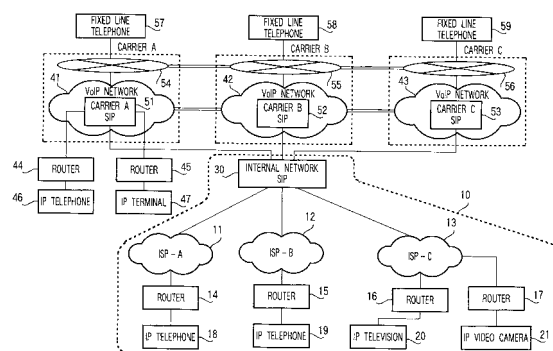 FIXED LINE TELEPHONE 57
FIXED LINE TELEPHONE 58
FIXED LINE TELEPHONE 59
CARRIER A
CARRIER B
CARRIER C
41
54
42
55
43
56
VoIP NETWORK
VoIP NETWORK
VoIP NETWORK
CARRIER A SIP 51
CARRIER B SIP 52
CARRIER C SIP 53
44 ROUTER
ROUTER 45
30 INTERNAL NETWORK SIP
10
46 IP TELEPHONE
IP TERMINAL 47
11
12
13
ISP-A
ISP-B
ISP-C
ROUTER 14
ROUTER 15
16 ROUTER
ROUTER 17
IP TELEPHONE 18
IP TELEPHONE 19
IP TELEVISION 20
IP VIDEO CAMERA 21